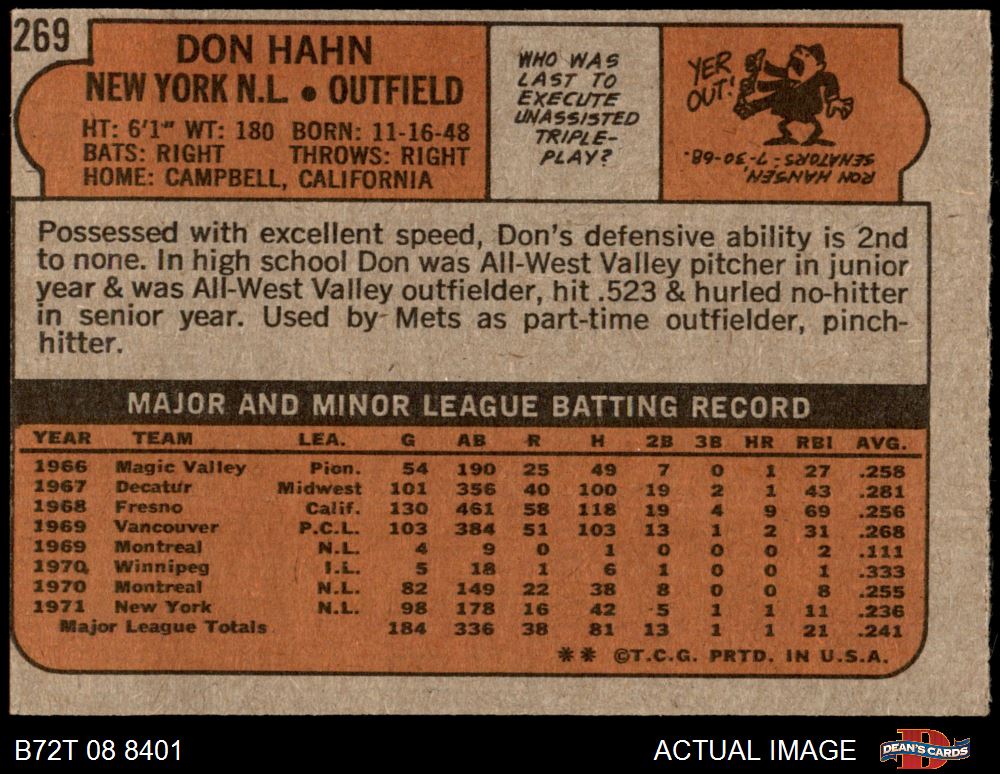 269
DON HAHN
NEW YORK N.L. • OUTFIELD
HT: 6'1" WT: 180 BORN: 11-16-48
BATS: RIGHT THROWS: RIGHT
HOME: CAMPBELL, CALIFORNIA
WHO WAS
LAST TO
EXECUTE
UNASSISTED
TRIPLE-
PLAY?
YER
OUT!
RON HANSEN,
SENATORS - 7-30-68.
Possessed with excellent speed, Don's defensive ability is 2nd
to none. In high school Don was All-West Valley pitcher in junior
year & was All-West Valley outfielder, hit .523 & hurled no-hitter
in senior year. Used by Mets as part-time outfielder, pinch-
hitter.
MAJOR AND MINOR LEAGUE BATTING RECORD
YEAR TEAM LEA. G AB R H 2B 3B HR RBI AVG.
1966 Magic Valley Pion. 54 190 25 49 7 0 1 27 .258
1967 Decatur Midwest 101 356 40 100 19 2 1 43 .281
1968 Fresno Calif. 130 461 58 118 19 4 9 69 .256
1969 Vancouver P.C.L. 103 384 51 103 13 1 2 31 .268
1969 Montreal N.L. 4 9 0 1 0 0 0 2 .111
1970 Winnipeg I.L. 5 18 1 6 1 0 0 1 .333
1970 Montreal N.L. 82 149 22 38 8 0 0 8 .255
1971 New York N.L. 98 178 16 42 5 1 1 11 .236
Major League Totals 184 336 38 81 13 1 1 21 .241
** ©T.C.G. PRTD. IN U.S.A.
B72T 08 8401
ACTUAL IMAGE
DEAN'S CARDS